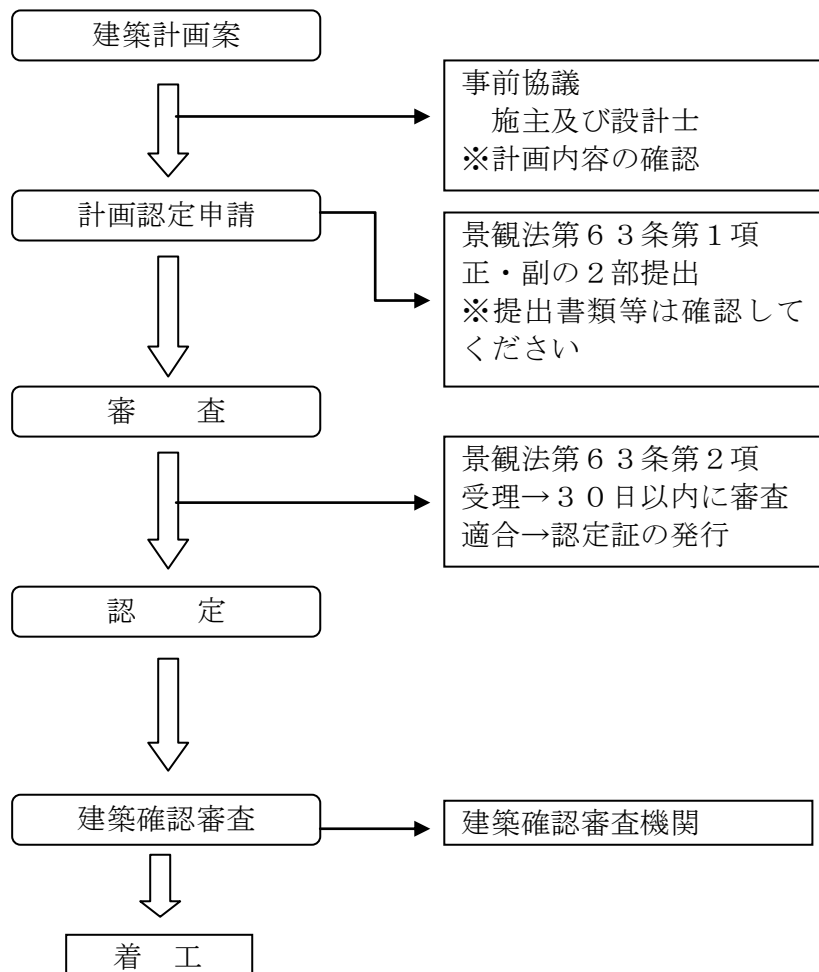 建築計画案
事前協議
　施主及び設計士
※計画内容の確認
計画認定申請
景観法第６３条第１項
正・副の２部提出
※提出書類等は確認して
ください
審　　査
景観法第６３条第２項
受理→３０日以内に審査
適合→認定証の発行
認　　定
建築確認審査
建築確認審査機関
着　工